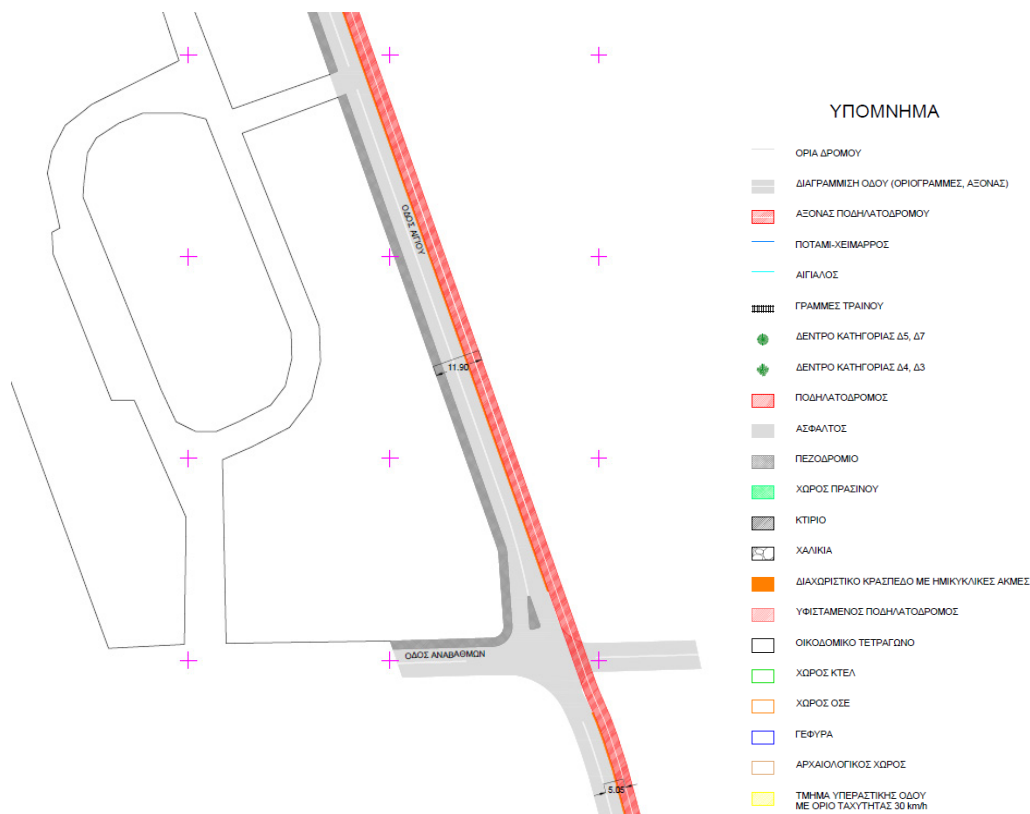 ΟΔΟΣ ΑΙΓΙΟΥ
11.90
ΟΔΟΣ ΑΝΑΒΑΘΜΩΝ
5.05
ΥΠΟΜΝΗΜΑ
ΟΡΙΑ ΔΡΟΜΟΥ
ΔΙΑΓΡΑΜΜΙΣΗ ΟΔΟΥ (ΟΡΙΟΓΡΑΜΜΕΣ, ΑΞΟΝΑΣ)
ΑΞΟΝΑΣ ΠΟΔΗΛΑΤΟΔΡΟΜΟΥ
ΠΟΤΑΜΙ-ΧΕΙΜΑΡΡΟΣ
ΑΙΓΙΑΛΟΣ
ΓΡΑΜΜΕΣ ΤΡΑΙΝΟΥ
ΔΕΝΤΡΟ ΚΑΤΗΓΟΡΙΑΣ Δ5, Δ7
ΔΕΝΤΡΟ ΚΑΤΗΓΟΡΙΑΣ Δ4, Δ3
ΠΟΔΗΛΑΤΟΔΡΟΜΟΣ
ΑΣΦΑΛΤΟΣ
ΠΕΖΟΔΡΟΜΙΟ
ΧΩΡΟΣ ΠΡΑΣΙΝΟΥ
ΚΤΙΡΙΟ
ΧΑΛΙΚΙΑ
ΔΙΑΧΩΡΙΣΤΙΚΟ ΚΡΑΣΠΕΔΟ ΜΕ ΗΜΙΚΥΚΛΙΚΕΣ ΑΚΜΕΣ
ΥΦΙΣΤΑΜΕΝΟΣ ΠΟΔΗΛΑΤΟΔΡΟΜΟΣ
ΟΙΚΟΔΟΜΙΚΟ ΤΕΤΡΑΓΩΝΟ
ΧΩΡΟΣ ΚΤΕΛ
ΧΩΡΟΣ ΟΣΕ
ΓΕΦΥΡΑ
ΑΡΧΑΙΟΛΟΓΙΚΟΣ ΧΩΡΟΣ
ΤΜΗΜΑ ΥΠΕΡΑΣΤΙΚΗΣ ΟΔΟΥ
ΜΕ ΟΡΙΟ ΤΑΧΥΤΗΤΑΣ 30 km/h